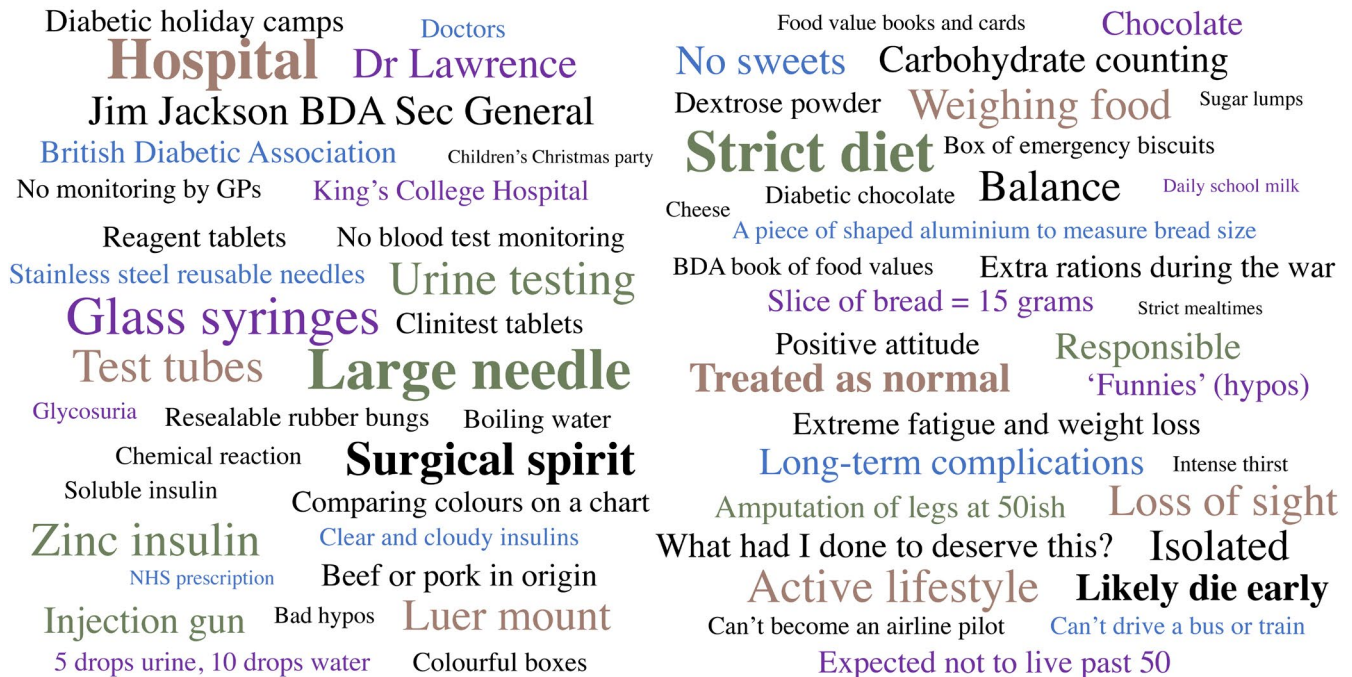 Diabetic holiday camps
Doctors
Hospital
Dr Lawrence
Jim Jackson BDA Sec General
British Diabetic Association
Children's Christmas party
No monitoring by GPs
King's College Hospital
Reagent tablets
No blood test monitoring
Stainless steel reusable needles
Urine testing
Glass syringes
Clinitest tablets
Test tubes
Large needle
Glycosuria
Resealable rubber bungs
Boiling water
Chemical reaction
Surgical spirit
Soluble insulin
Comparing colours on a chart
Zinc insulin
Clear and cloudy insulins
NHS prescription
Beef or pork in origin
Injection gun
Bad hypos
Luer mount
5 drops urine, 10 drops water
Colourful boxes
Food value books and cards
Chocolate
No sweets
Carbohydrate counting
Dextrose powder
Weighing food
Sugar lumps
Strict diet
Box of emergency biscuits
Diabetic chocolate
Balance
Daily school milk
Cheese
A piece of shaped aluminium to measure bread size
BDA book of food values
Extra rations during the war
Slice of bread = 15 grams
Strict mealtimes
Positive attitude
Responsible
Treated as normal
‘Funnies’ (hypos)
Extreme fatigue and weight loss
Long-term complications
Intense thirst
Amputation of legs at 50ish
Loss of sight
What had I done to deserve this?
Isolated
Active lifestyle
Likely die early
Can't become an airline pilot
Can't drive a bus or train
Expected not to live past 50